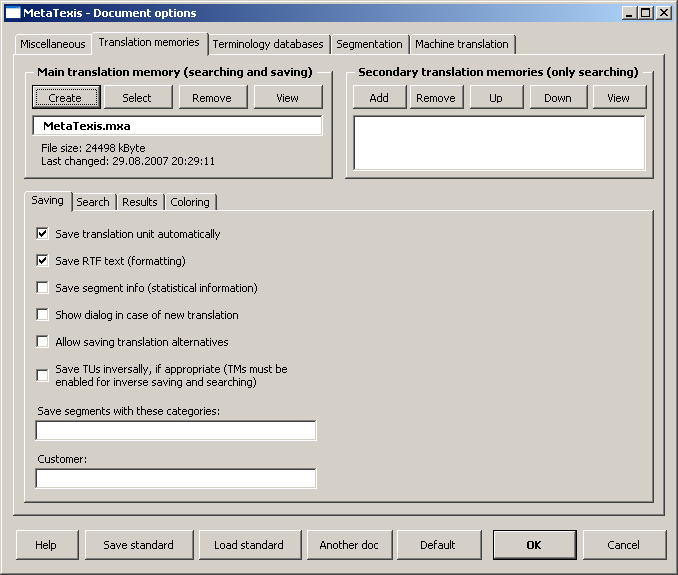 MetaTexis - Document options
Miscellaneous
Translation memories
Terminology databases
Segmentation
Machine translation
Main translation memory (searching and saving)
Create
Select
Remove
View
MetaTexis.mxa
File size: 24498 kByte
Last changed: 29.08.2007 20:29:11
Secondary translation memories (only searching)
Add
Remove
Up
Down
View
Saving
Search
Results
Coloring
Save translation unit automatically
Save RTF text (formatting)
Save segment info (statistical information)
Show dialog in case of new translation
Allow saving translation alternatives
Save TUs inversally, if appropriate (TMs must be
enabled for inverse saving and searching)
Save segments with these categories:
Customer:
Help
Save standard
Load standard
Another doc
Default
OK
Cancel